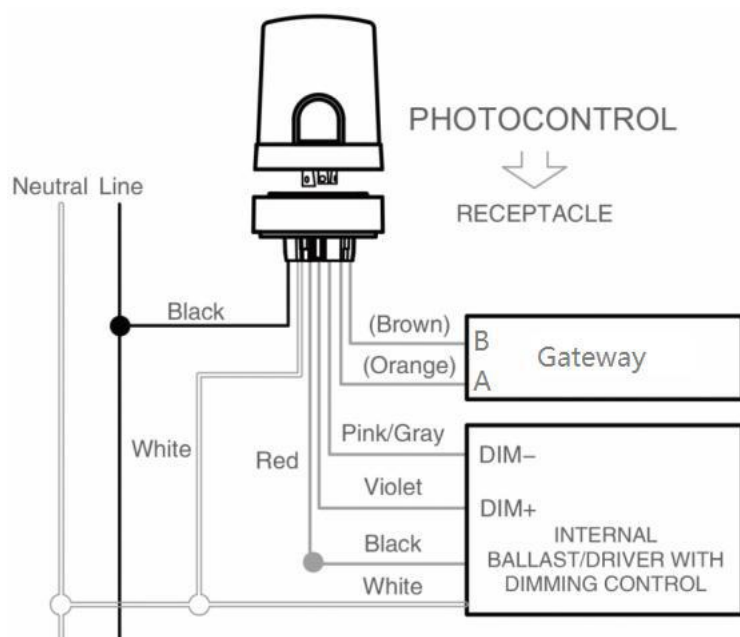 PHOTOCONTROL
Neutral Line
RECEPTACLE
Black
(Brown)
B
Gateway
(Orange)
A
Pink/Gray
DIM−
White
Red
Violet
DIM+
Black
INTERNAL
BALLAST/DRIVER WITH
DIMMING CONTROL
White